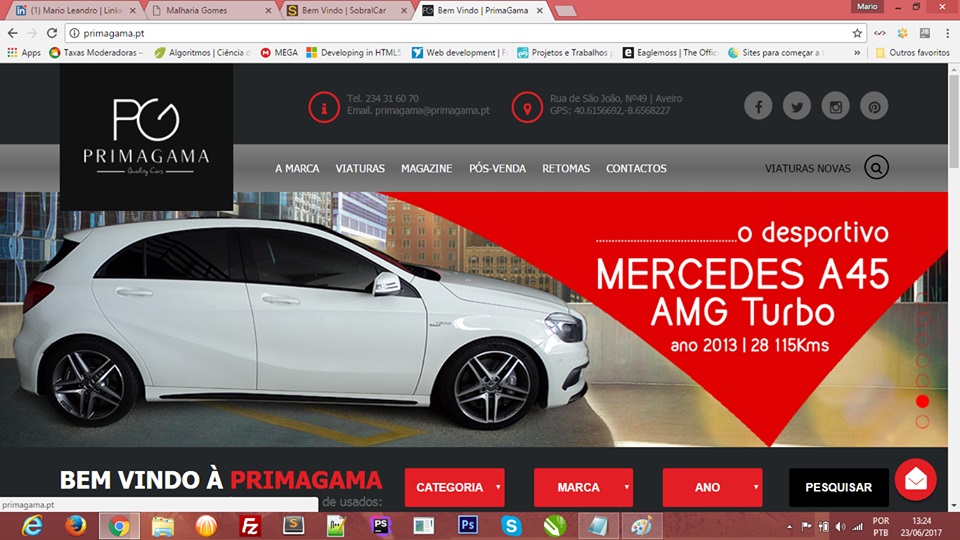 Mario
(1) Mario Leandro | Linke
Malharia Gomes
Bem Vindo | SobralCar
Bem Vindo | PrimaGama
primagama.pt
Apps
Taxas Moderadoras –
Algoritmos | Ciência d
MEGA
Developing in HTML5
Web development | F
Projetos e Trabalhos p
Eaglemoss | The Offici
Sites para começar a t
Outros favoritos
PG
PRIMAGAMA
Quality Cars
Tel. 234 31 60 70
Email. primagama@primagama.pt
Rua de São João, Nº49 | Aveiro
GPS: 40.6156692,-8.6568227
A MARCA
VIATURAS
MAGAZINE
PÓS-VENDA
RETOMAS
CONTACTOS
VIATURAS NOVAS
o desportivo
MERCEDES A45
AMG Turbo
ano 2013 | 28 115Kms
BEM VINDO À PRIMAGAMA
de usados:
CATEGORIA
MARCA
ANO
PESQUISAR
primagama.pt
POR
PTB
13:24
23/06/2017